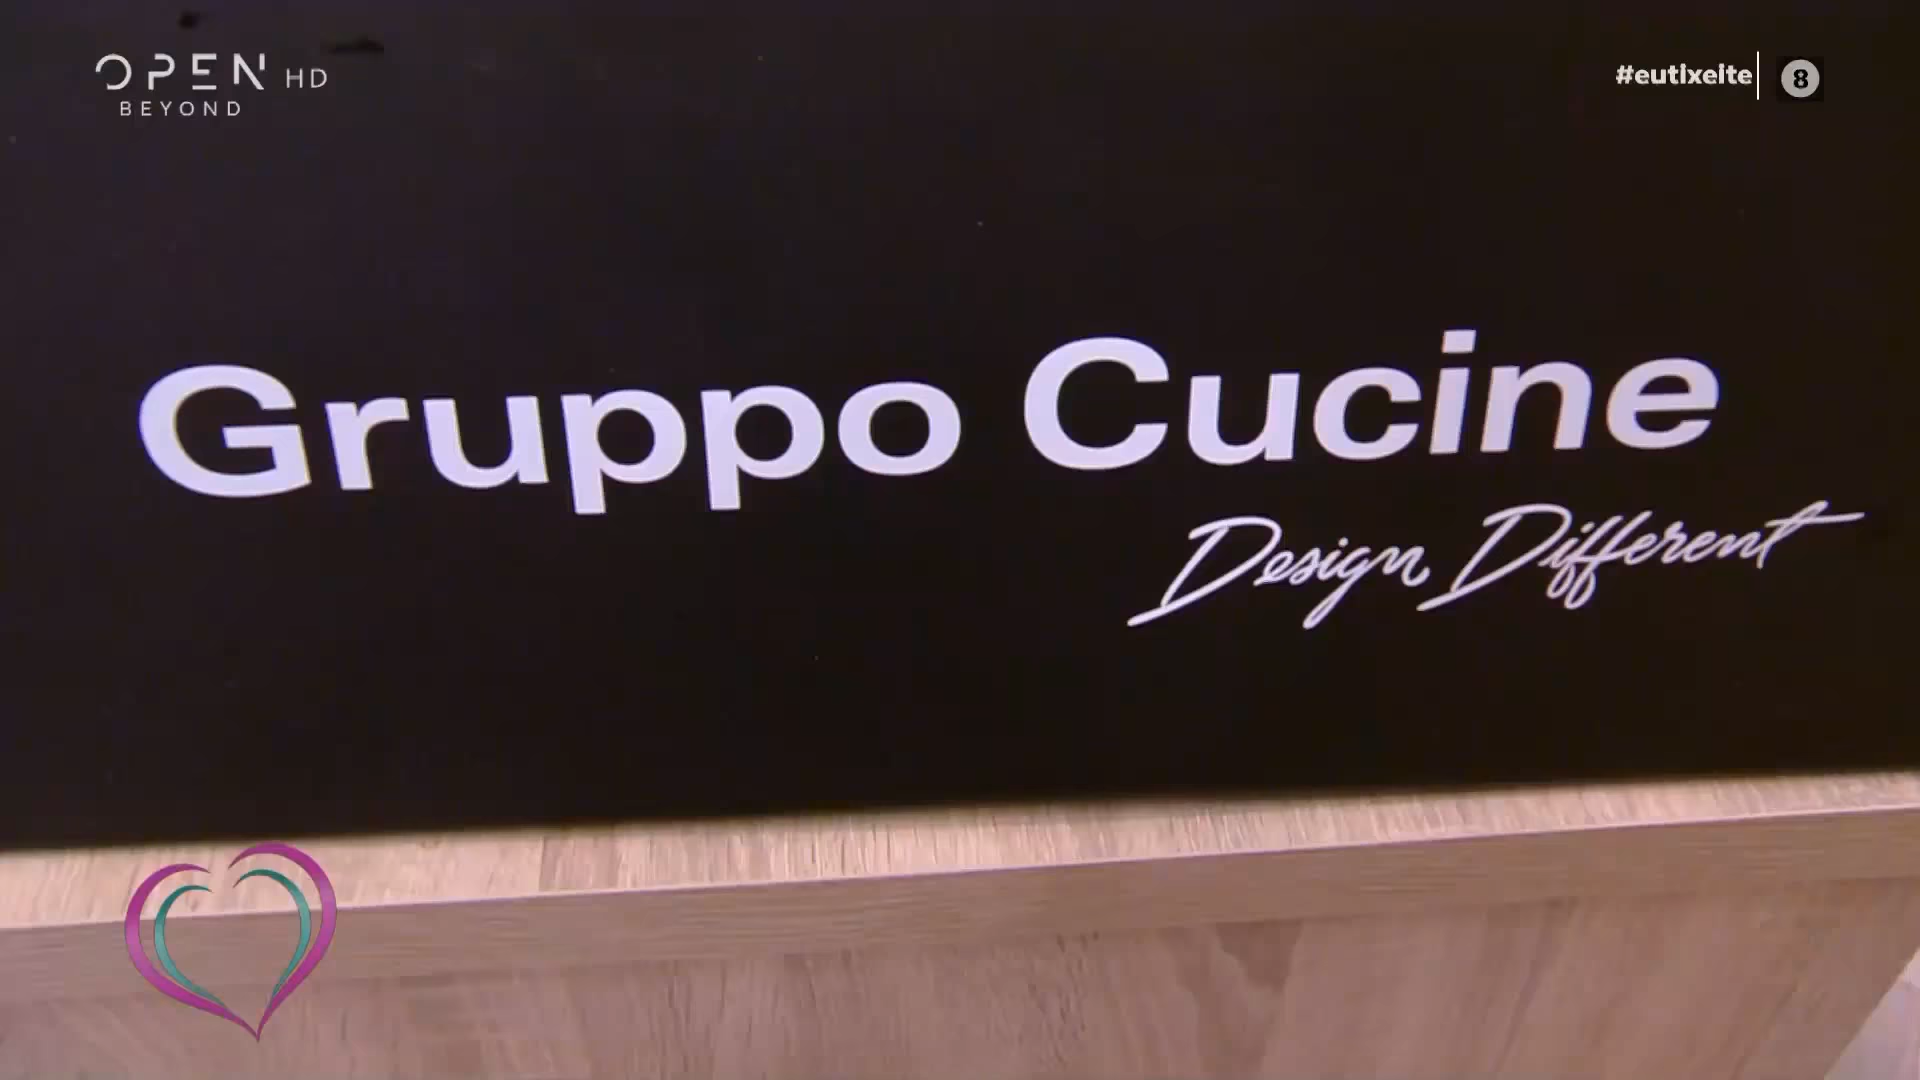 OPEN HD
BEYOND
#eutixeite
8
Gruppo Cucine
Design Different